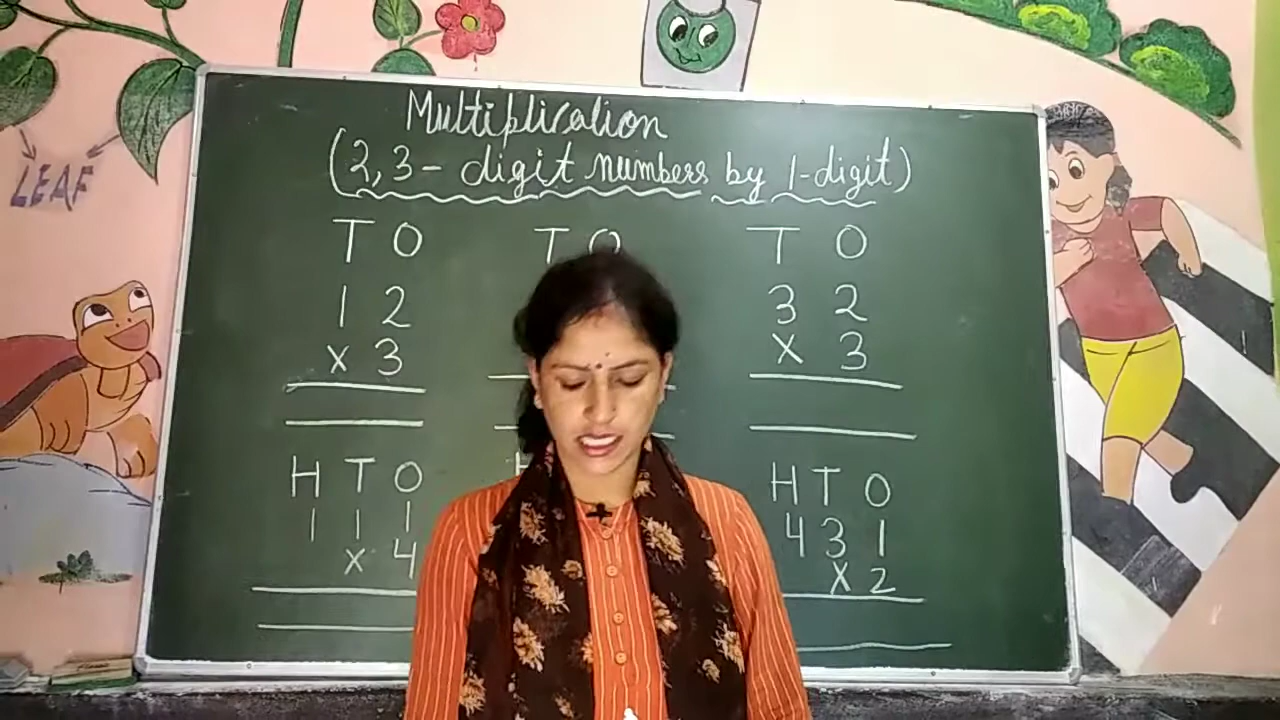 Multiplication
(2,3- digit numbers by 1-digit)
LEAF
T O T O T O
1 2 3 2
x 3 x 3
H T O H H T O
1 1 1 4 3 1
x 4 x 2